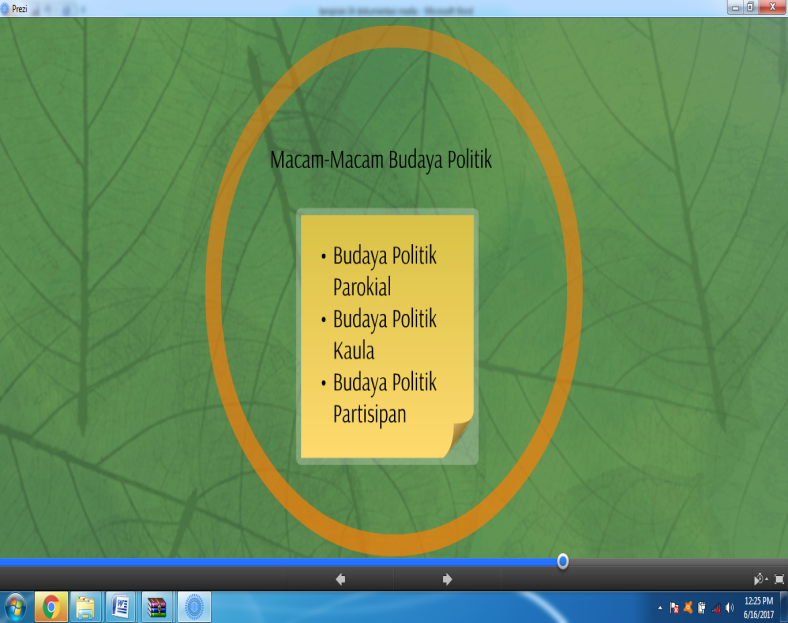 Prezi
Macam-Macam Budaya Politik
• Budaya Politik
Parokial
• Budaya Politik
Kaula
• Budaya Politik
Partisipan
12:25 PM
6/16/2017